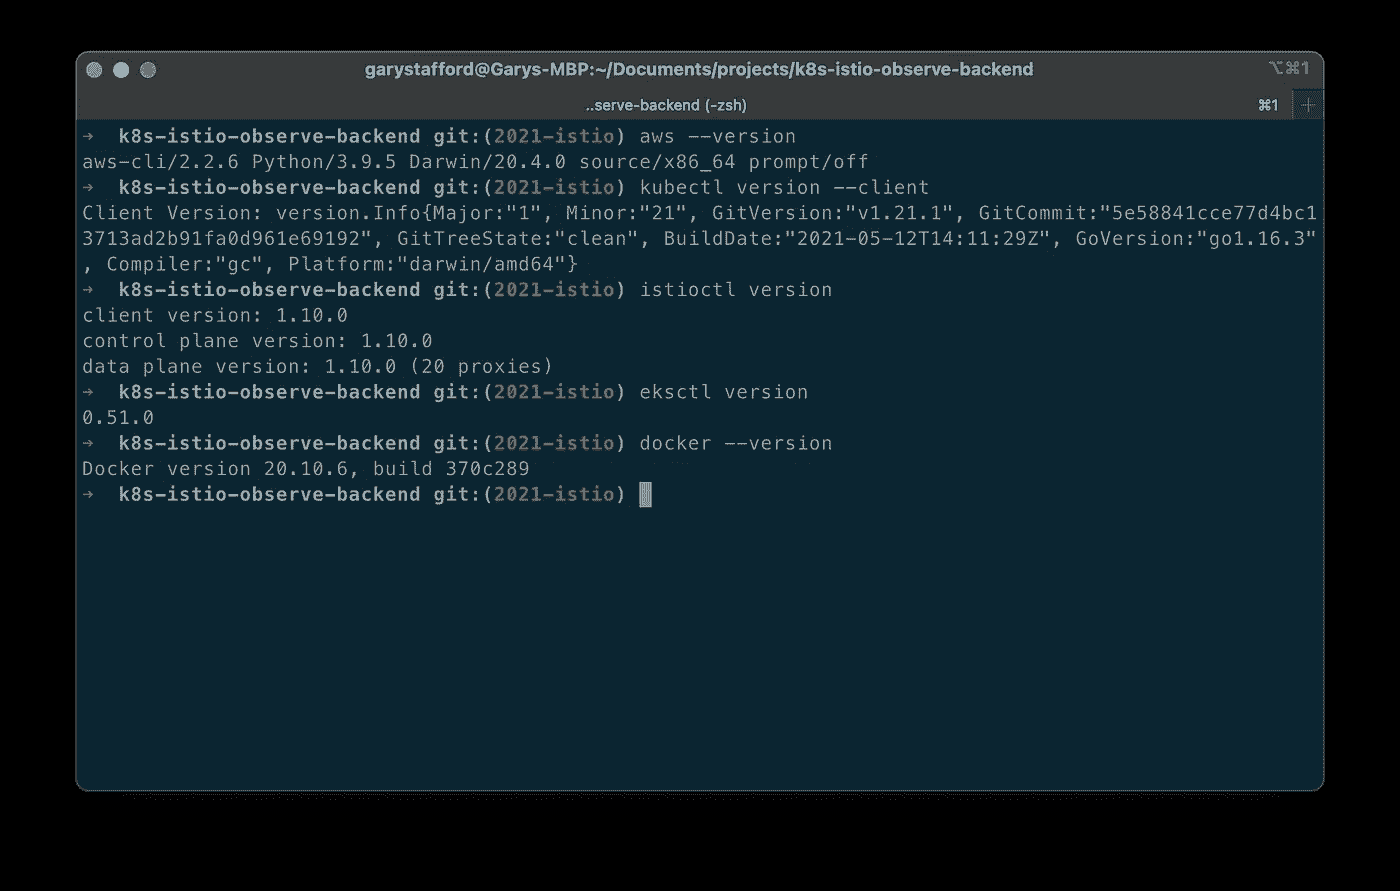 garystafford@Garys-MBP:~/Documents/projects/k8s-istio-observe-backend ⌥⌘1
..serve-backend (-zsh) ⌘1 +
→ k8s-istio-observe-backend git:(2021-istio) aws --version
aws-cli/2.2.6 Python/3.9.5 Darwin/20.4.0 source/x86_64 prompt/off
→ k8s-istio-observe-backend git:(2021-istio) kubectl version --client
Client Version: version.Info{Major:"1", Minor:"21", GitVersion:"v1.21.1", GitCommit:"5e58841cce77d4bc1
3713ad2b91fa0d961e69192", GitTreeState:"clean", BuildDate:"2021-05-12T14:11:29Z", GoVersion:"go1.16.3"
, Compiler:"gc", Platform:"darwin/amd64"}
→ k8s-istio-observe-backend git:(2021-istio) istioctl version
client version: 1.10.0
control plane version: 1.10.0
data plane version: 1.10.0 (20 proxies)
→ k8s-istio-observe-backend git:(2021-istio) eksctl version
0.51.0
→ k8s-istio-observe-backend git:(2021-istio) docker --version
Docker version 20.10.6, build 370c289
→ k8s-istio-observe-backend git:(2021-istio)